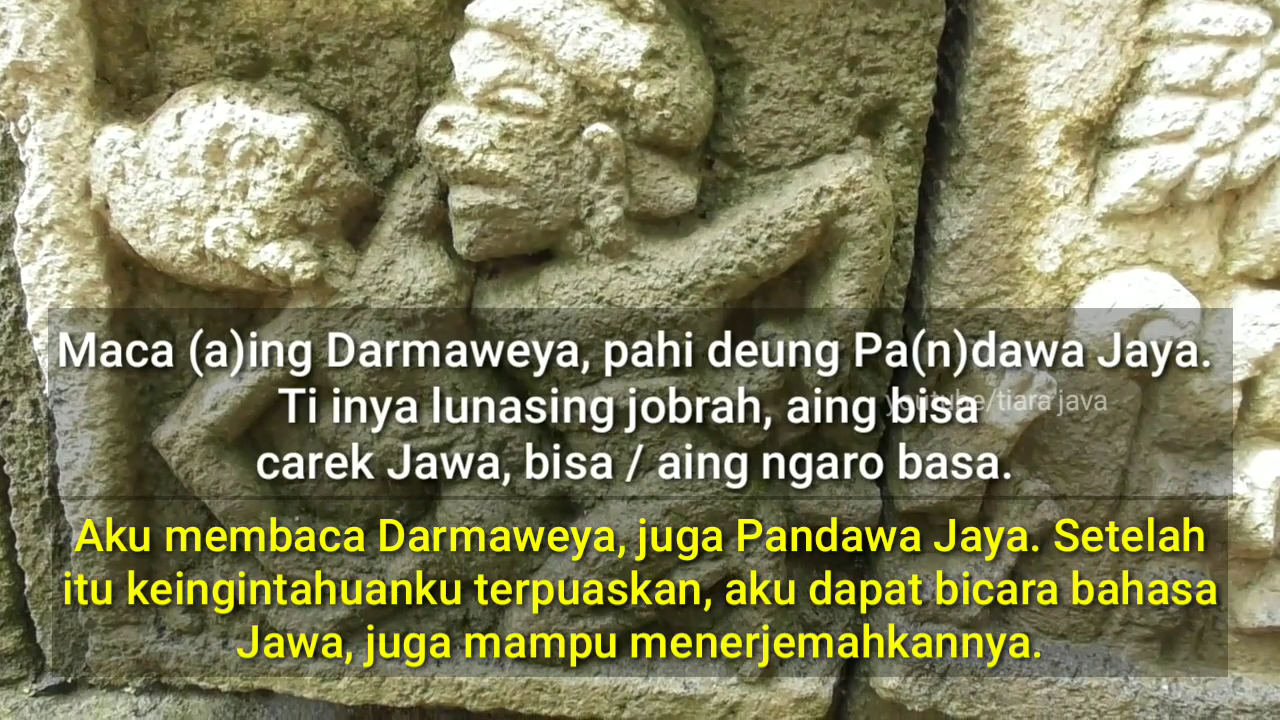 Maca (a)ing Darmaweya, pahi deung Pa(n)dawa Jaya.
Ti inya lunasing jobrah, aing bisa
youtube/tiara java
carek Jawa, bisa / aing ngaro basa.
Aku membaca Darmaweya, juga Pandawa Jaya. Setelah
itu keingintahuanku terpuaskan, aku dapat bicara bahasa
Jawa, juga mampu menerjemahkannya.